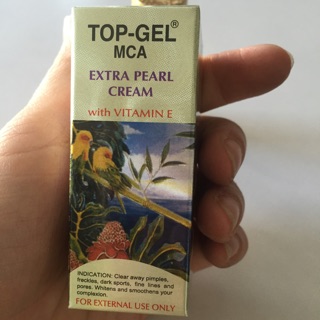 TOP-GEL®
MCA
EXTRA PEARL
CREAM
with VITAMIN E
INDICATION: Clear away pimples,
freckles, dark sports, fine lines and
pores. Whitens and smoothens your
complexion.
FOR EXTERNAL USE ONLY